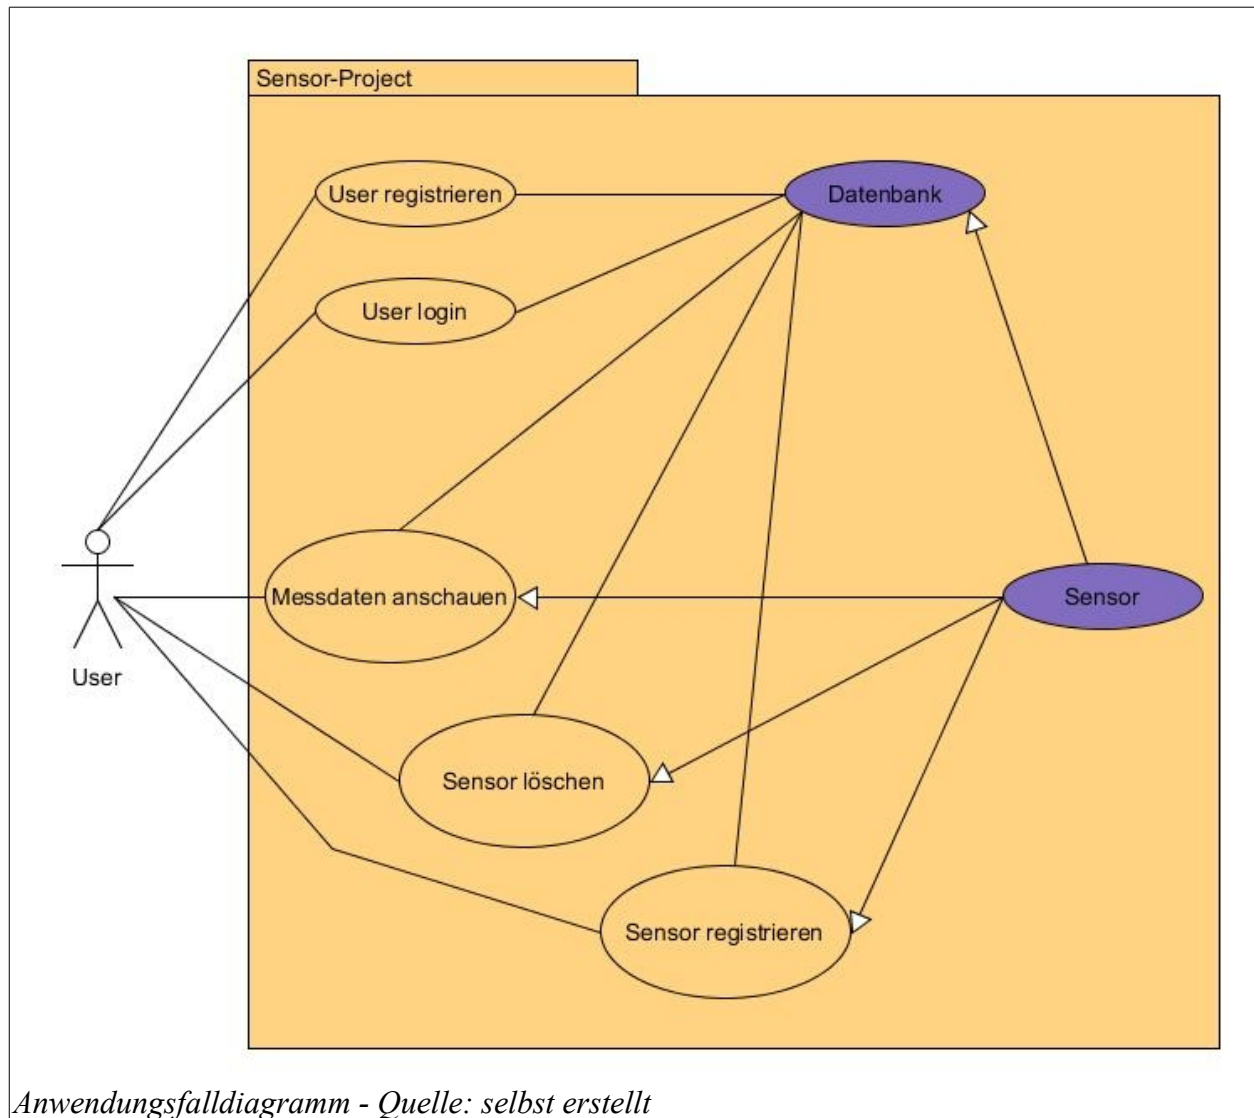 Sensor-Project
User registrieren
Datenbank
User login
Messdaten anschauen
Sensor
User
Sensor löschen
Sensor registrieren
Anwendungsfalldiagramm - Quelle: selbst erstellt